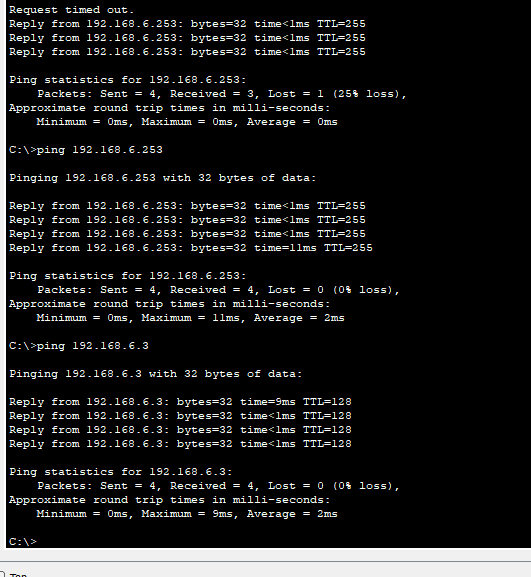 Request timed out.
Reply from 192.168.6.253: bytes=32 time<1ms TTL=255
Reply from 192.168.6.253: bytes=32 time<1ms TTL=255
Reply from 192.168.6.253: bytes=32 time<1ms TTL=255
Ping statistics for 192.168.6.253:
Packets: Sent = 4, Received = 3, Lost = 1 (25% loss),
Approximate round trip times in milli-seconds:
Minimum = 0ms, Maximum = 0ms, Average = 0ms
C:\>ping 192.168.6.253
Pinging 192.168.6.253 with 32 bytes of data:
Reply from 192.168.6.253: bytes=32 time<1ms TTL=255
Reply from 192.168.6.253: bytes=32 time<1ms TTL=255
Reply from 192.168.6.253: bytes=32 time<1ms TTL=255
Reply from 192.168.6.253: bytes=32 time=11ms TTL=255
Ping statistics for 192.168.6.253:
Packets: Sent = 4, Received = 4, Lost = 0 (0% loss),
Approximate round trip times in milli-seconds:
Minimum = 0ms, Maximum = 11ms, Average = 2ms
C:\>ping 192.168.6.3
Pinging 192.168.6.3 with 32 bytes of data:
Reply from 192.168.6.3: bytes=32 time=9ms TTL=128
Reply from 192.168.6.3: bytes=32 time<1ms TTL=128
Reply from 192.168.6.3: bytes=32 time<1ms TTL=128
Reply from 192.168.6.3: bytes=32 time<1ms TTL=128
Ping statistics for 192.168.6.3:
Packets: Sent = 4, Received = 4, Lost = 0 (0% loss),
Approximate round trip times in milli-seconds:
Minimum = 0ms, Maximum = 9ms, Average = 2ms
C:\>